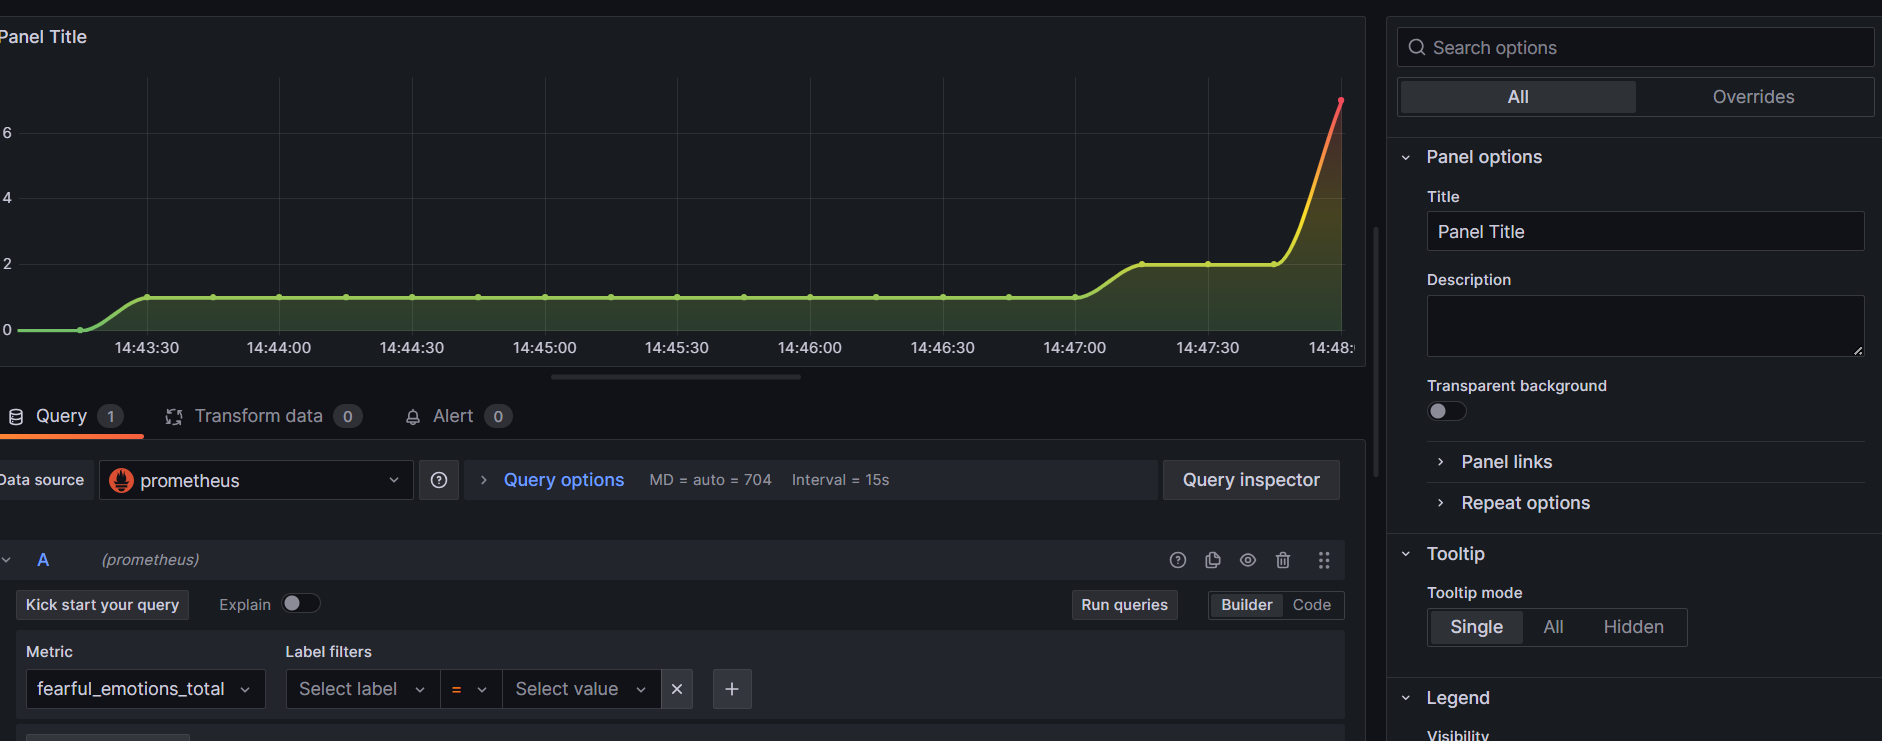 Panel Title
6
4
2
0
14:43:30 14:44:00 14:44:30 14:45:00 14:45:30 14:46:00 14:46:30 14:47:00 14:47:30 14:48:
Query 1 Transform data 0 Alert 0
Data source prometheus Query options MD = auto = 704 Interval = 15s Query inspector
A (prometheus)
Kick start your query Explain Run queries Builder Code
Metric Label filters
fearful_emotions_total Select label = Select value
Search options
All Overrides
Panel options
Title
Panel Title
Description
Transparent background
Panel links
Repeat options
Tooltip
Tooltip mode
Single All Hidden
Legend
Visibility